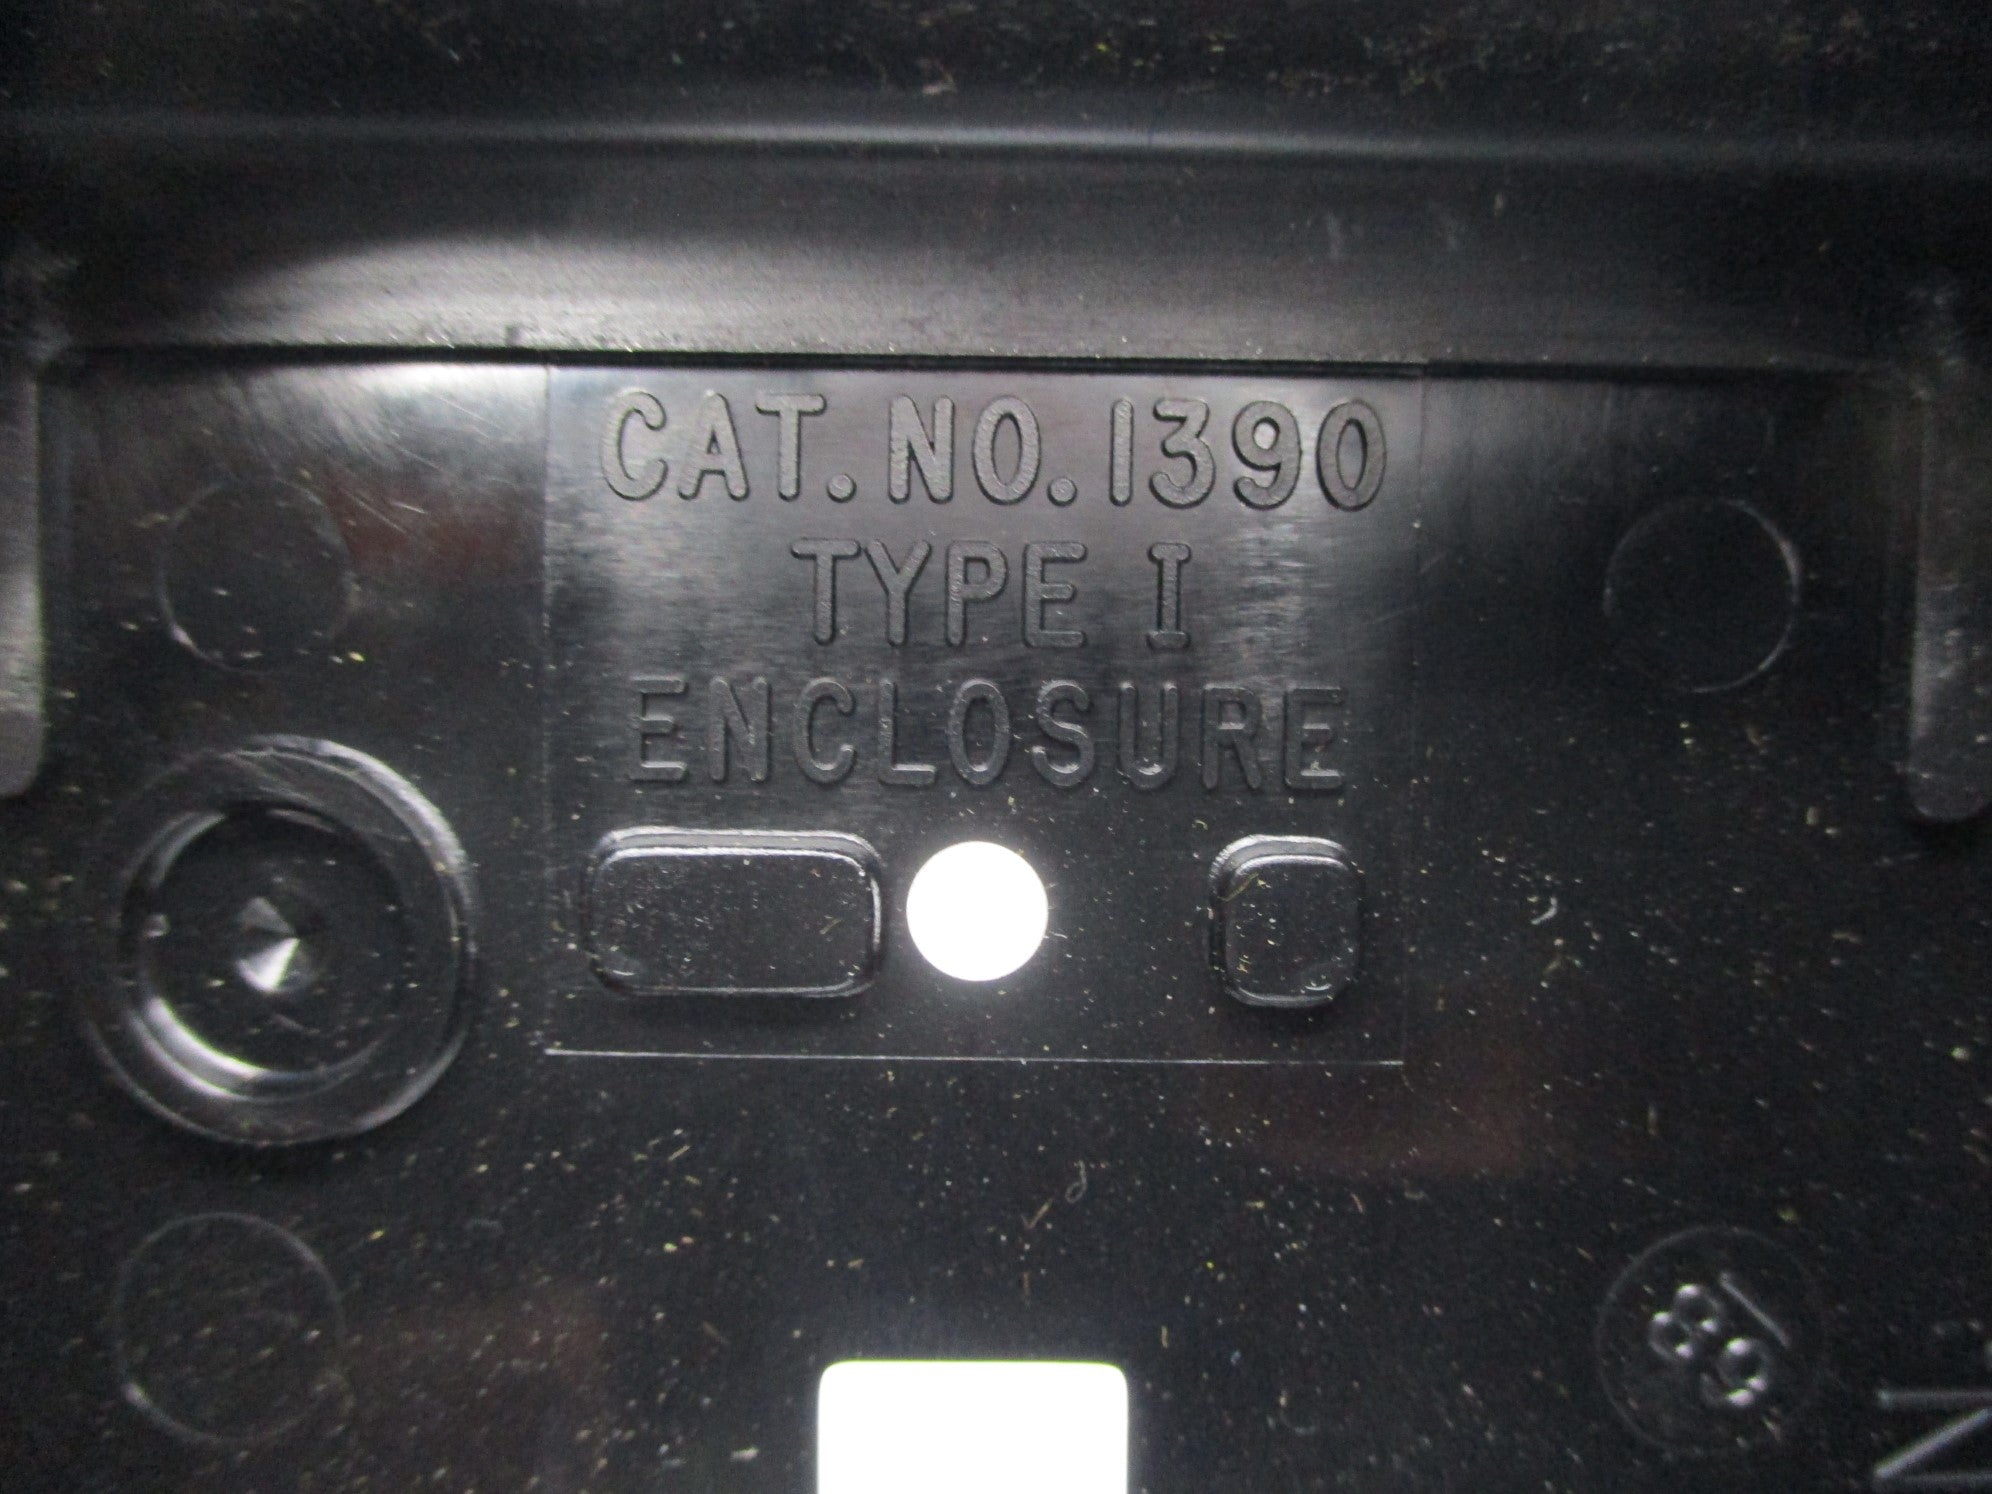 CAT. NO. 1390
TYPE I
ENCLOSURE